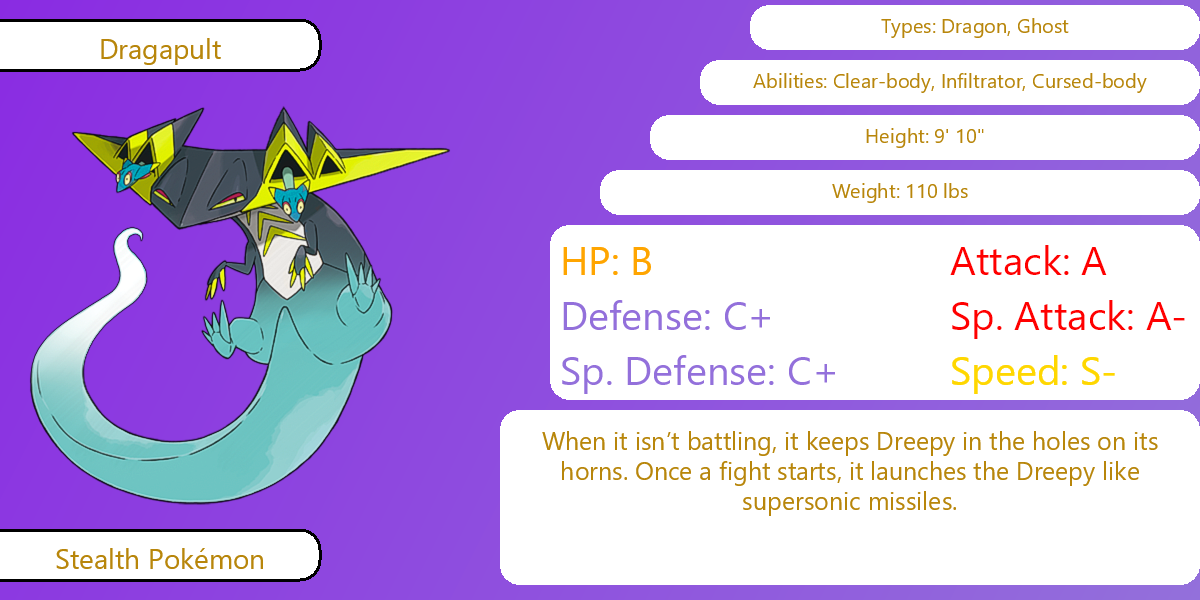 Dragapult
Types: Dragon, Ghost
Abilities: Clear-body, Infiltrator, Cursed-body
Height: 9' 10"
Weight: 110 lbs
HP: B
Attack: A
Defense: C+
Sp. Attack: A-
Sp. Defense: C+
Speed: S-
When it isn’t battling, it keeps Dreepy in the holes on its
horns. Once a fight starts, it launches the Dreepy like
supersonic missiles.
Stealth Pokémon